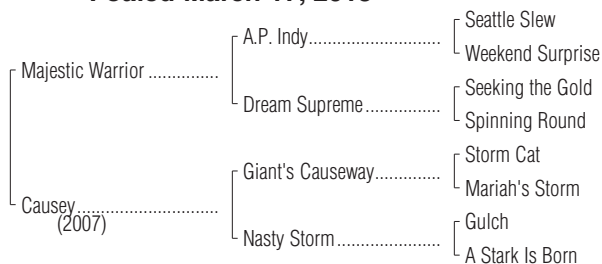 Seattle Slew
A.P. Indy
Weekend Surprise
Majestic Warrior
Seeking the Gold
Dream Supreme
Spinning Round
Storm Cat
Giant's Causeway
Mariah's Storm
Causey
(2007)
Gulch
Nasty Storm
A Stark Is Born